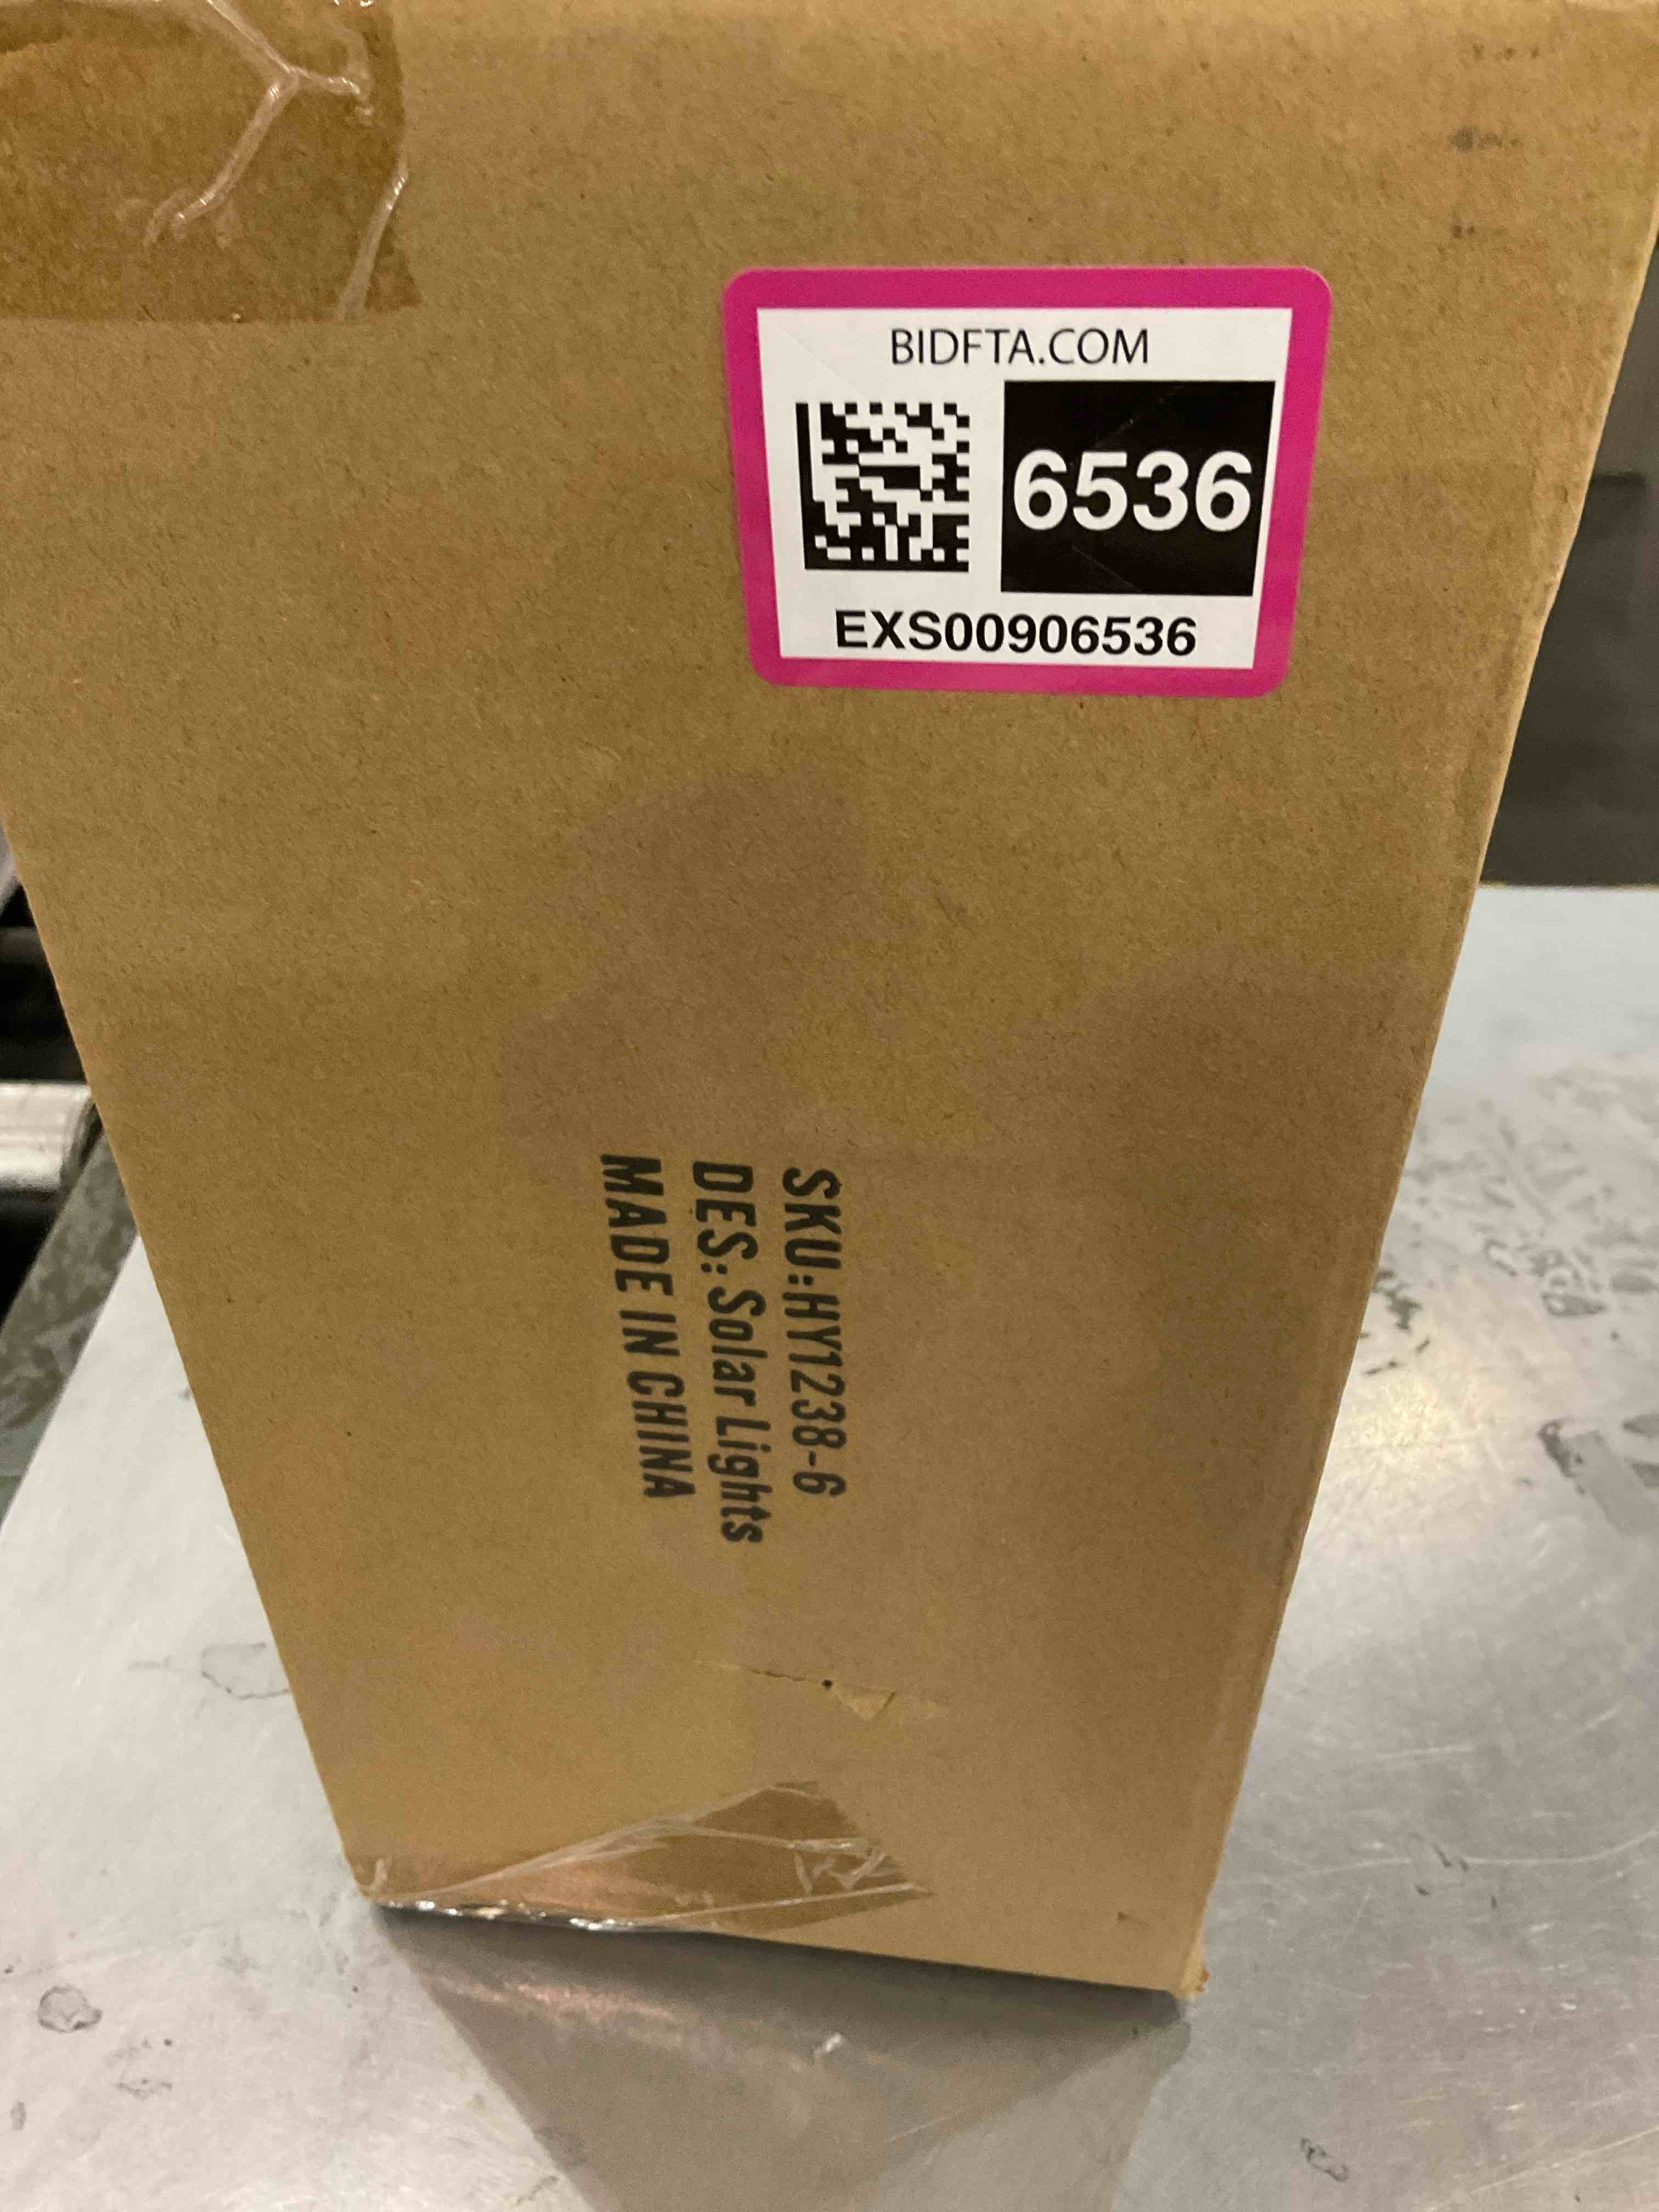 BIDFTA.COM
6536
EXS00906536
SKU:HY1238-6
DES:Solar Lights
MADE IN CHINA